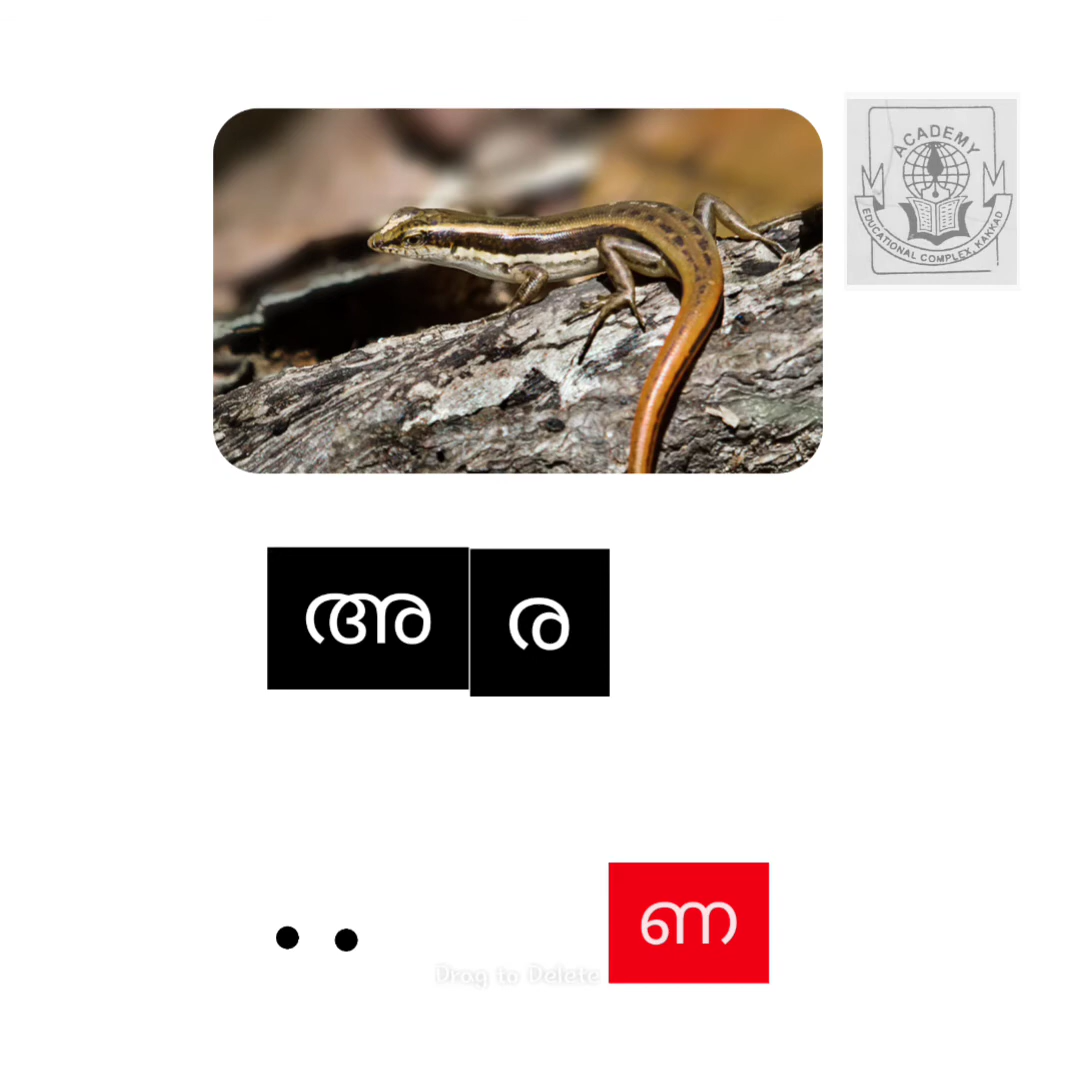 ACADEMY
M M
EDUCATIONAL COMPLEX, KAKKAD
അ ര
ണ
Drag to Delete